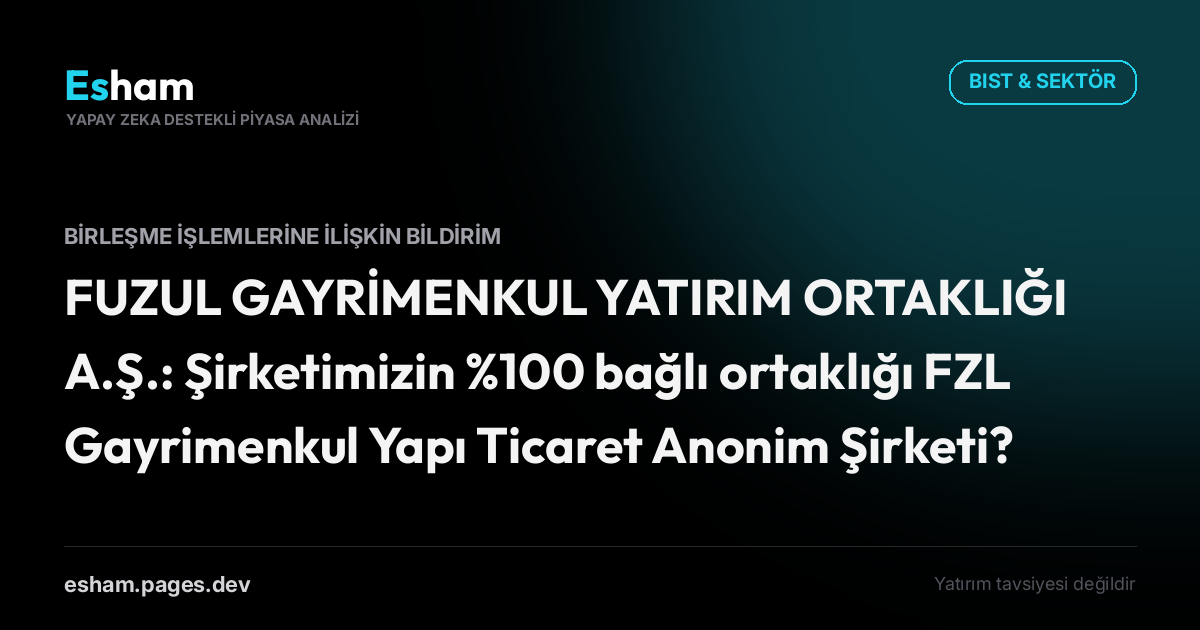 Esham
YAPAY ZEKA DESTEKLİ PİYASA ANALİZİ
BIST & SEKTÖR
BİRLEŞME İŞLEMLERİNE İLİŞKİN BİLDİRİM
FUZUL GAYRİMENKUL YATIRIM ORTAKLIĞI
A.Ş.: Şirketimizin %100 bağlı ortaklığı FZL
Gayrimenkul Yapı Ticaret Anonim Şirketi?
esham.pages.dev
Yatırım tavsiyesi değildir